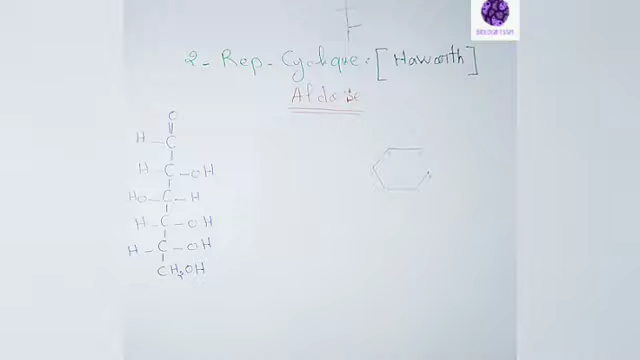 2 - Rep - Cyclique : [Haworth]
Aldose
O
H - C
H - C - OH
HO - C - H
H - C - OH
H - C - OH
CH2OH